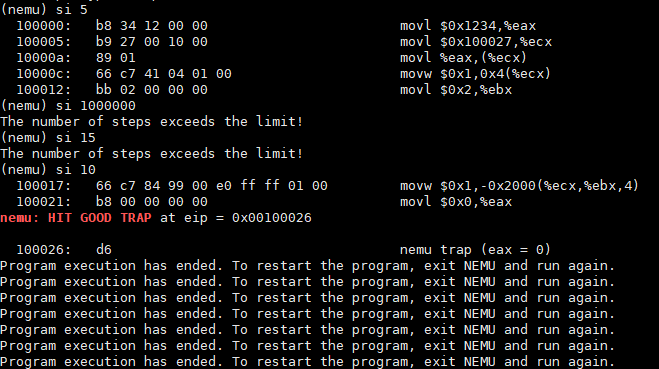 (nemu) si 5
  100000:   b8 34 12 00 00                        movl $0x1234,%eax
  100005:   b9 27 00 10 00                        movl $0x100027,%ecx
  10000a:   89 01                                 movl %eax,(%ecx)
  10000c:   66 c7 41 04 01 00                     movw $0x1,0x4(%ecx)
  100012:   bb 02 00 00 00                        movl $0x2,%ebx
(nemu) si 1000000
The number of steps exceeds the limit!
(nemu) si 15
The number of steps exceeds the limit!
(nemu) si 10
  100017:   66 c7 84 99 00 e0 ff ff 01 00         movw $0x1,-0x2000(%ecx,%ebx,4)
  100021:   b8 00 00 00 00                        movl $0x0,%eax
nemu: HIT GOOD TRAP at eip = 0x00100026
  100026:   d6                                    nemu trap (eax = 0)
Program execution has ended. To restart the program, exit NEMU and run again.
Program execution has ended. To restart the program, exit NEMU and run again.
Program execution has ended. To restart the program, exit NEMU and run again.
Program execution has ended. To restart the program, exit NEMU and run again.
Program execution has ended. To restart the program, exit NEMU and run again.
Program execution has ended. To restart the program, exit NEMU and run again.
Program execution has ended. To restart the program, exit NEMU and run again.